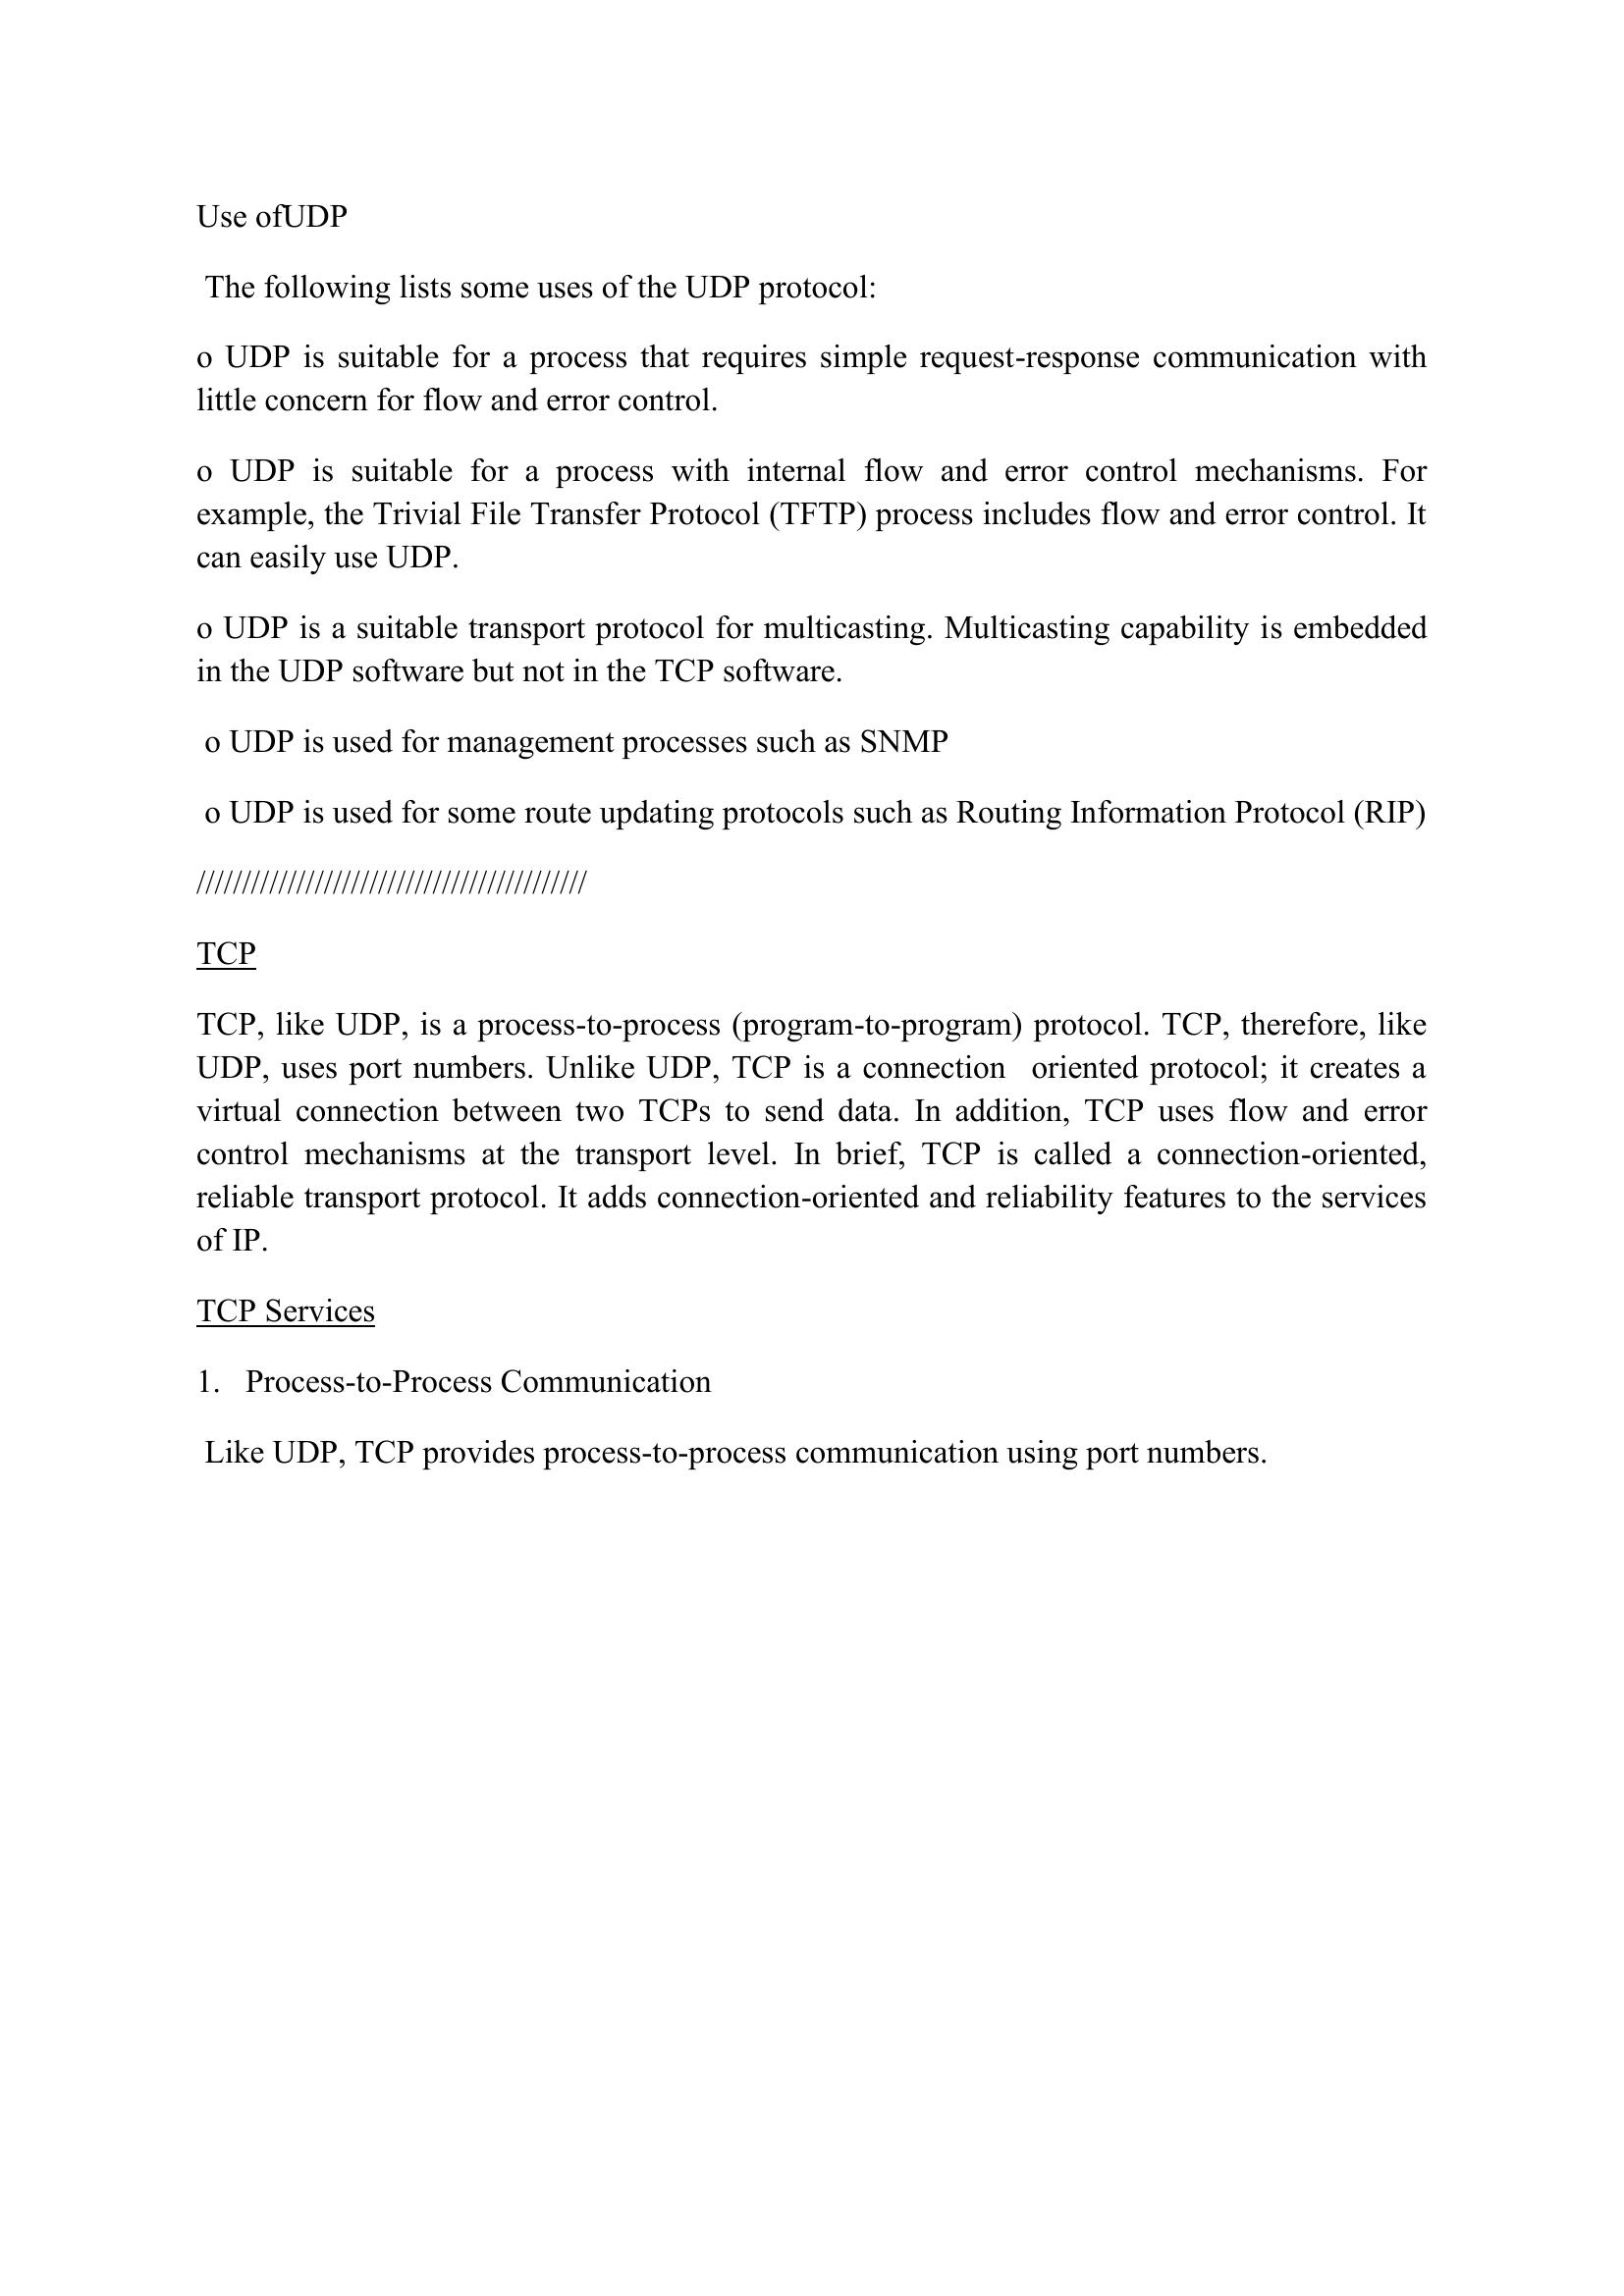 Use ofUDP
The following lists some uses of the UDP protocol:
o UDP is suitable for a process that requires simple request-response communication with
little concern for flow and error control.
o UDP is suitable for a process with internal flow and error control mechanisms. For
example, the Trivial File Transfer Protocol (TFTP) process includes flow and error control. It
can easily use UDP.
o UDP is a suitable transport protocol for multicasting. Multicasting capability is embedded
in the UDP software but not in the TCP software.
o UDP is used for management processes such as SNMP
o UDP is used for some route updating protocols such as Routing Information Protocol (RIP)
///////////////////////////////////////////
TCP
TCP, like UDP, is a process-to-process (program-to-program) protocol. TCP, therefore, like
UDP, uses port numbers. Unlike UDP, TCP is a connection  oriented protocol; it creates a
virtual connection between two TCPs to send data. In addition, TCP uses flow and error
control mechanisms at the transport level. In brief, TCP is called a connection-oriented,
reliable transport protocol. It adds connection-oriented and reliability features to the services
of IP.
TCP Services
1. Process-to-Process Communication
Like UDP, TCP provides process-to-process communication using port numbers.